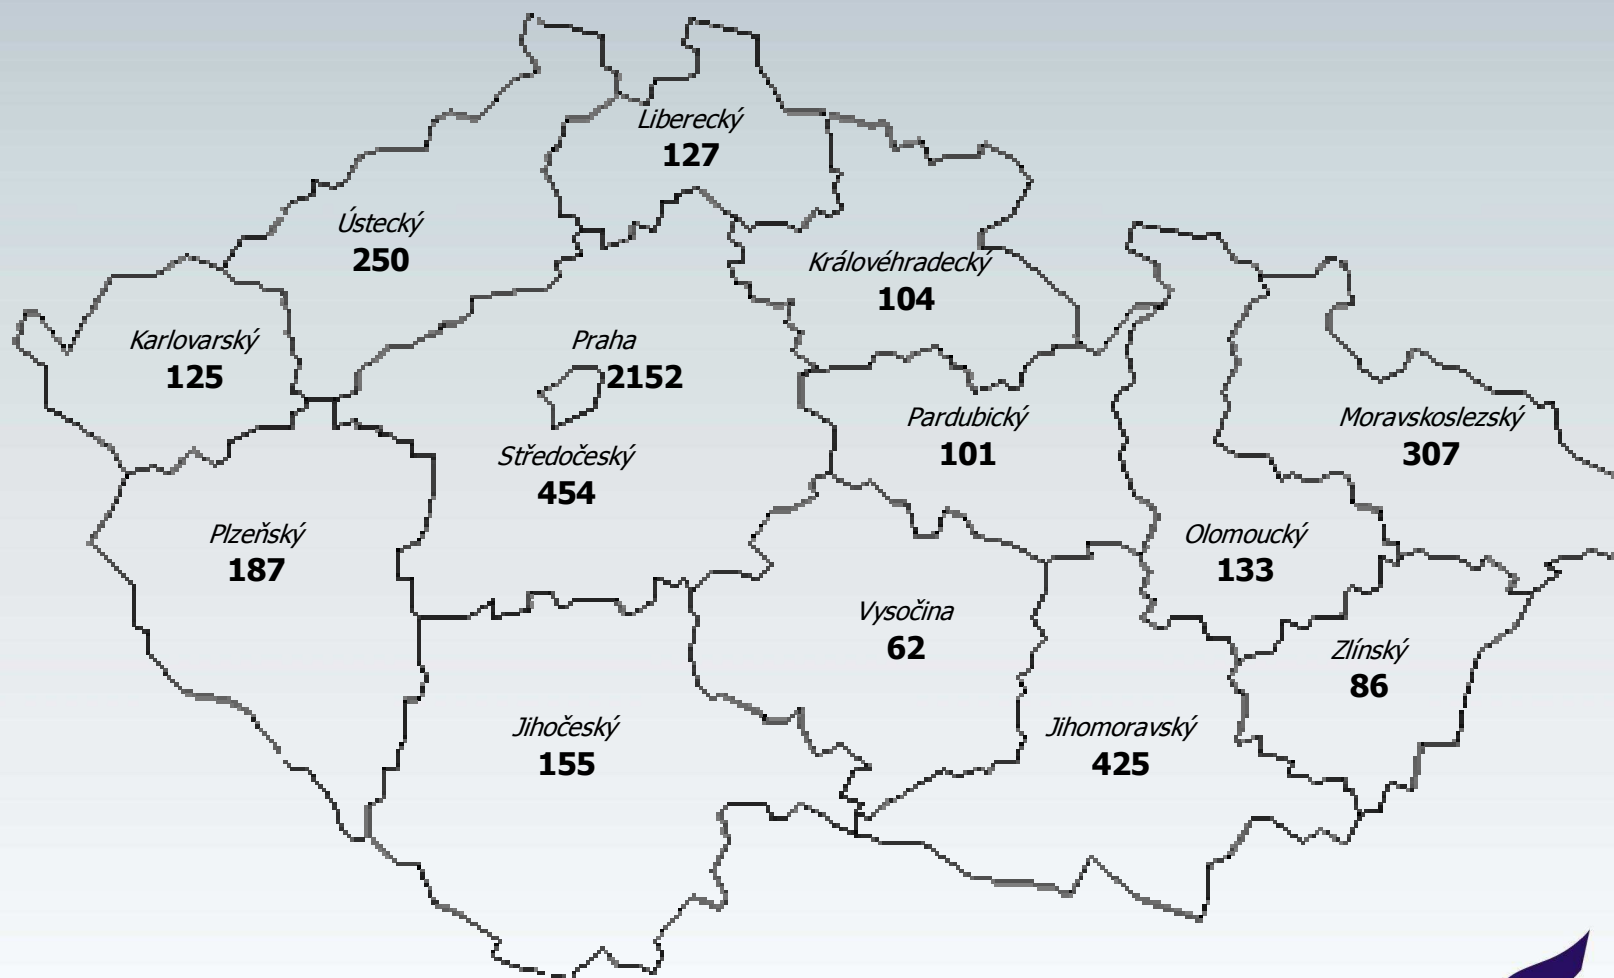 Liberecký
127
Ústecký
250
Královéhradecký
104
Karlovarský
125
Praha
2152
Pardubický
101
Moravskoslezský
307
Středočeský
454
Plzeňský
187
Olomoucký
133
Vysočina
62
Zlínský
86
Jihočeský
155
Jihomoravský
425